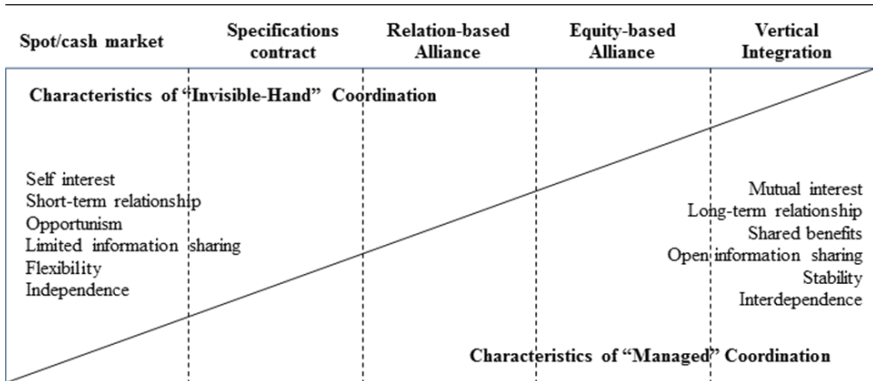 Spot/cash market
Specifications
contract
Relation-based
Alliance
Equity-based
Alliance
Vertical
Integration
Characteristics of “Invisible-Hand” Coordination
Self interest
Short-term relationship
Opportunism
Limited information sharing
Flexibility
Independence
Mutual interest
Long-term relationship
Shared benefits
Open information sharing
Stability
Interdependence
Characteristics of “Managed” Coordination